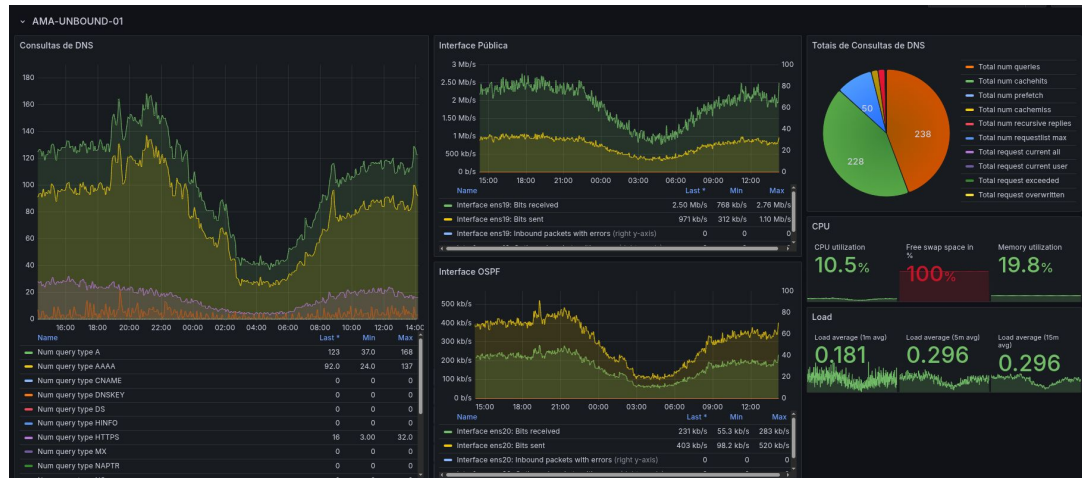 AMA-UNBOUND-01
Consultas de DNS
180
160
140
120
100
80
60
40
20
0
16:00 18:00 20:00 22:00 00:00 02:00 04:00 06:00 08:00 10:00 12:00 14:00
Name Last * Min Max
Num query type A 123 37.0 168
Num query type AAAA 92.0 24.0 137
Num query type CNAME 0 0 0
Num query type DNSKEY 0 0 0
Num query type DS 0 0 0
Num query type HINFO 0 0 0
Num query type HTTPS 16 3.00 32.0
Num query type MX 0 0 0
Num query type NAPTR 0 0 0
Interface Pública
3 Mb/s 100
2.50 Mb/s 80
2 Mb/s
1.50 Mb/s 60
1 Mb/s 40
500 kb/s 20
0 b/s 0
15:00 18:00 21:00 00:00 03:00 06:00 09:00 12:00
Name Last * Min Max
Interface ens19: Bits received 2.50 Mb/s 768 kb/s 2.76 Mb/s
Interface ens19: Bits sent 971 kb/s 312 kb/s 1.10 Mb/s
Interface ens19: Inbound packets with errors (right y-axis) 0 0 0
Interface OSPF
500 kb/s 100
400 kb/s 80
300 kb/s 60
200 kb/s 40
100 kb/s 20
0 b/s 0
15:00 18:00 21:00 00:00 03:00 06:00 09:00 12:00
Name Last * Min Max
Interface ens20: Bits received 231 kb/s 55.3 kb/s 283 kb/s
Interface ens20: Bits sent 403 kb/s 98.2 kb/s 520 kb/s
Interface ens20: Inbound packets with errors (right y-axis) 0 0 0
Totais de Consultas de DNS
50
238
228
Total num queries
Total num cachehits
Total num prefetch
Total num cachemiss
Total num recursive replies
Total num requestlist max
Total request current all
Total request current user
Total request exceeded
Total request overwritten
CPU
CPU utilization
10.5%
Free swap space in
%
100%
Memory utilization
19.8%
Load
Load average (1m avg)
0.181
Load average (5m avg)
0.296
Load average (15m
avg)
0.296